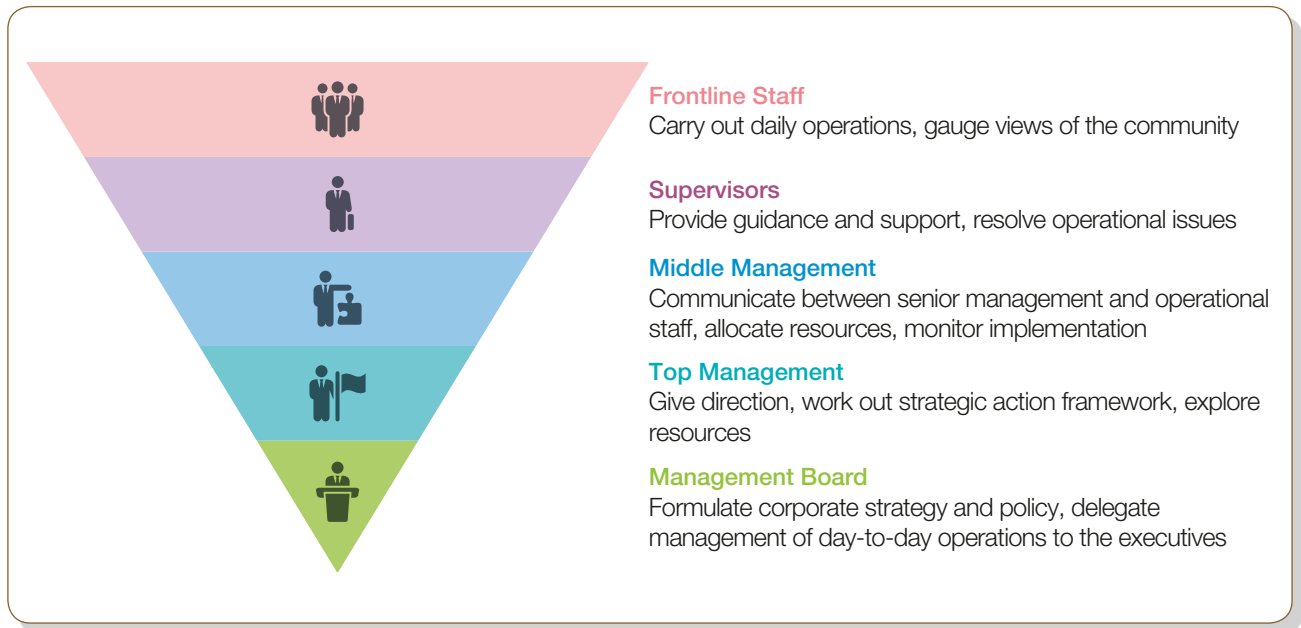 Frontline Staff
Carry out daily operations, gauge views of the community
Supervisors
Provide guidance and support, resolve operational issues
Middle Management
Communicate between senior management and operational
staff, allocate resources, monitor implementation
Top Management
Give direction, work out strategic action framework, explore
resources
Management Board
Formulate corporate strategy and policy, delegate
management of day-to-day operations to the executives